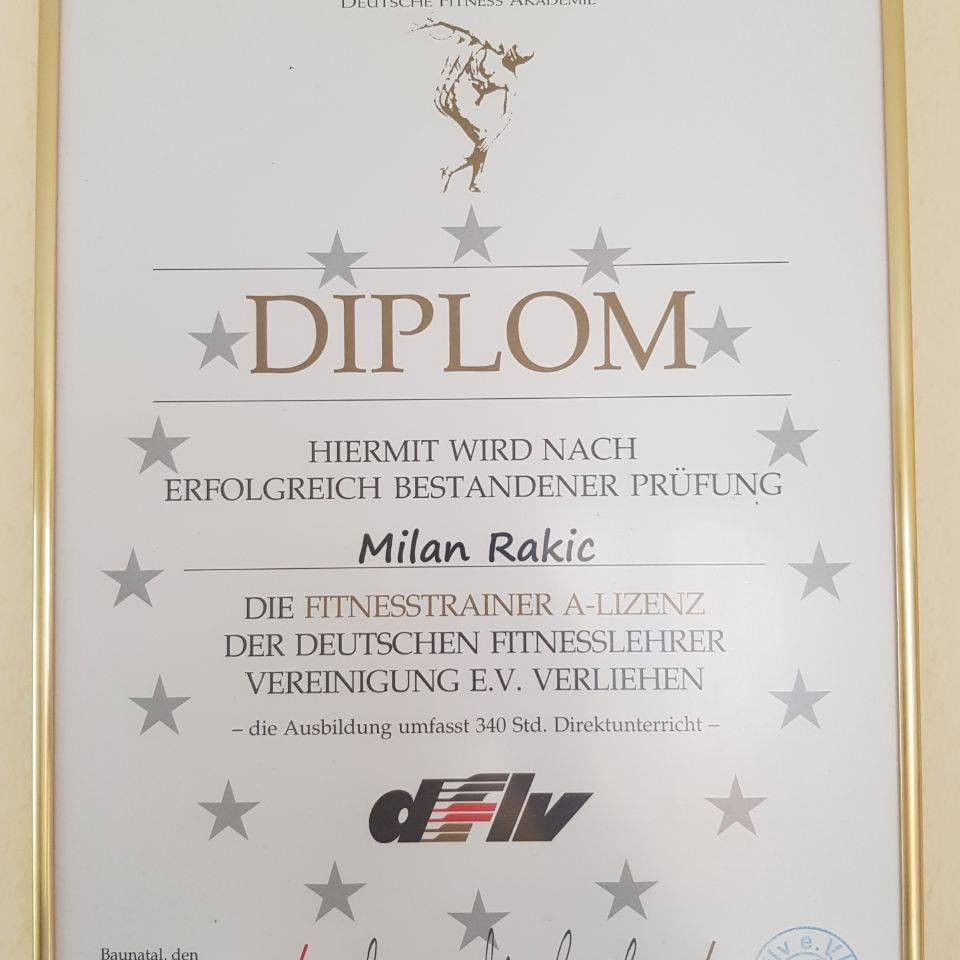 DEUTSCHE FITNESS AKADEMIE
DIPLOM
HIERMIT WIRD NACH
ERFOLGREICH BESTANDENER PRÜFUNG
Milan Rakic
DIE FITNESSTRAINER A-LIZENZ
DER DEUTSCHEN FITNESSLEHRER
VEREINIGUNG E.V. VERLIEHEN
– die Ausbildung umfasst 340 Std. Direktunterricht –
dflv
Baunatal, den